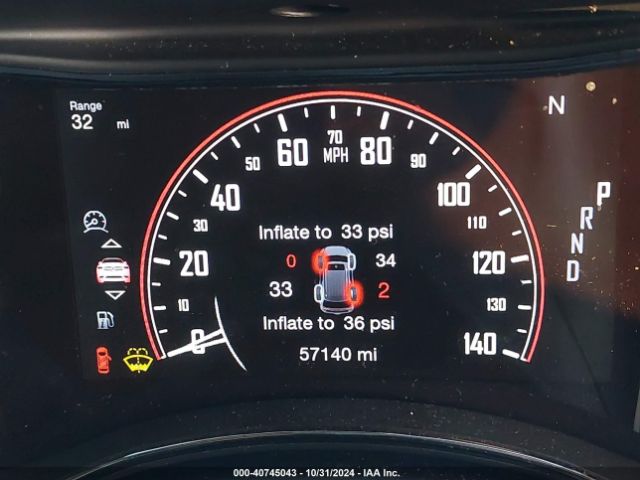 Range
32 mi
N
0
10
20
30
40
50
60
70
80
90
100
110
120
130
140
MPH
P
R
N
D
Inflate to 33 psi
0 34
33 2
Inflate to 36 psi
57140 mi
000-40745043 - 10/31/2024 - IAA Inc.